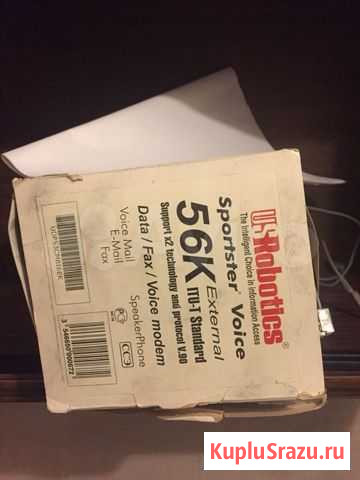 U.S.Robotics®
The Intelligent Choice in Information Access
Sportster Voice
External
56K ITU-T Standard
Support x2 technology and protocol V.90
Data / Fax / Voice modem
SpeakerPhone
Voice Mail
E-Mail
Fax
KupluSrazu.ru